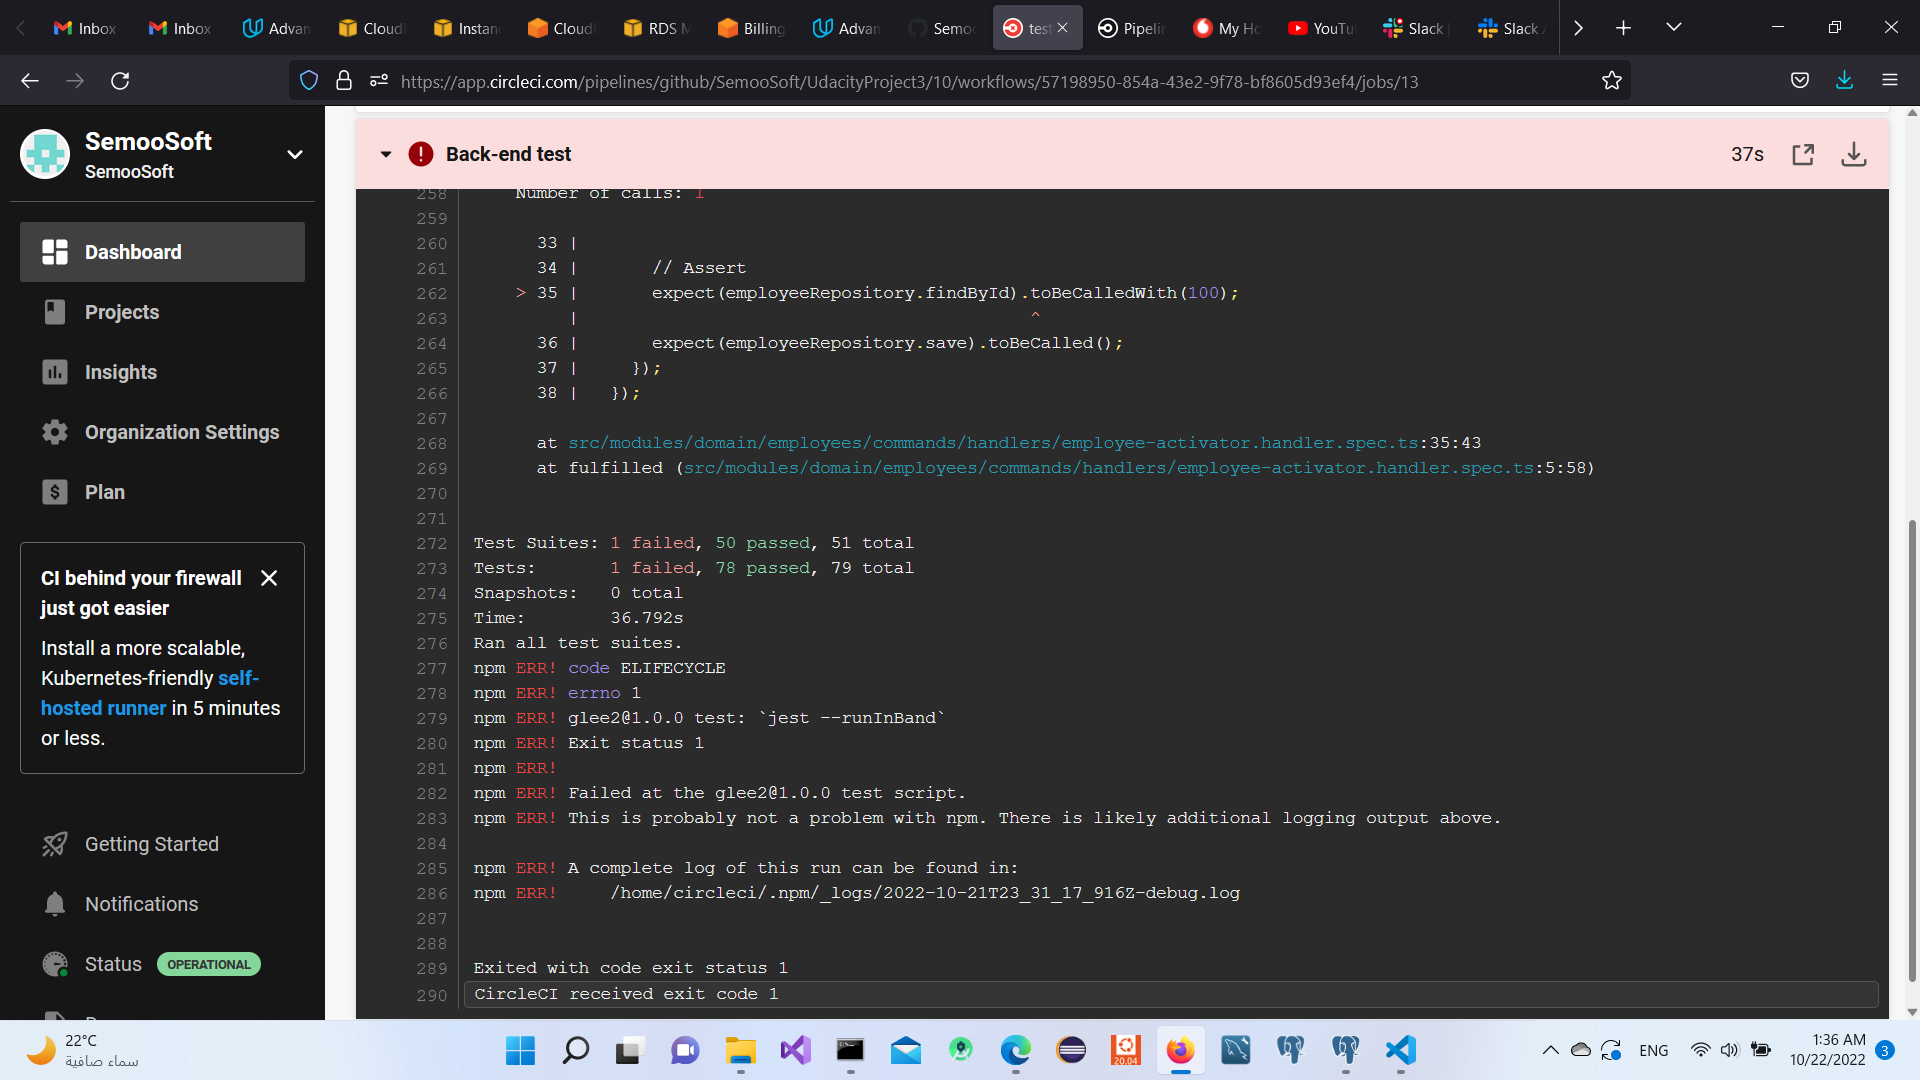 Inbox
Inbox
Advan
Cloud
Instan
Cloud
RDS M
Billing
Advan
Semoo
test
Pipelin
My Ho
YouTu
Slack
Slack
https://app.circleci.com/pipelines/github/SemooSoft/UdacityProject3/10/workflows/57198950-854a-43e2-9f78-bf8605d93ef4/jobs/13
SemooSoft
SemooSoft
Dashboard
Projects
Insights
Organization Settings
Plan
CI behind your firewall
just got easier
Install a more scalable,
Kubernetes-friendly self-
hosted runner in 5 minutes
or less.
Getting Started
Notifications
Status OPERATIONAL
Back-end test 37s
258 Number of calls: 1
259
260 33 |
261 34 | // Assert
262 > 35 | expect(employeeRepository.findById).toBeCalledWith(100);
263 | ^
264 36 | expect(employeeRepository.save).toBeCalled();
265 37 | });
266 38 | });
267
268 at src/modules/domain/employees/commands/handlers/employee-activator.handler.spec.ts:35:43
269 at fulfilled (src/modules/domain/employees/commands/handlers/employee-activator.handler.spec.ts:5:58)
270
271
272 Test Suites: 1 failed, 50 passed, 51 total
273 Tests: 1 failed, 78 passed, 79 total
274 Snapshots: 0 total
275 Time: 36.792s
276 Ran all test suites.
277 npm ERR! code ELIFECYCLE
278 npm ERR! errno 1
279 npm ERR! glee2@1.0.0 test: `jest --runInBand`
280 npm ERR! Exit status 1
281 npm ERR!
282 npm ERR! Failed at the glee2@1.0.0 test script.
283 npm ERR! This is probably not a problem with npm. There is likely additional logging output above.
284
285 npm ERR! A complete log of this run can be found in:
286 npm ERR! /home/circleci/.npm/_logs/2022-10-21T23_31_17_916Z-debug.log
287
288
289 Exited with code exit status 1
290 CircleCI received exit code 1
22°C
سماء صافية
20.04
ENG
1:36 AM
10/22/2022
3